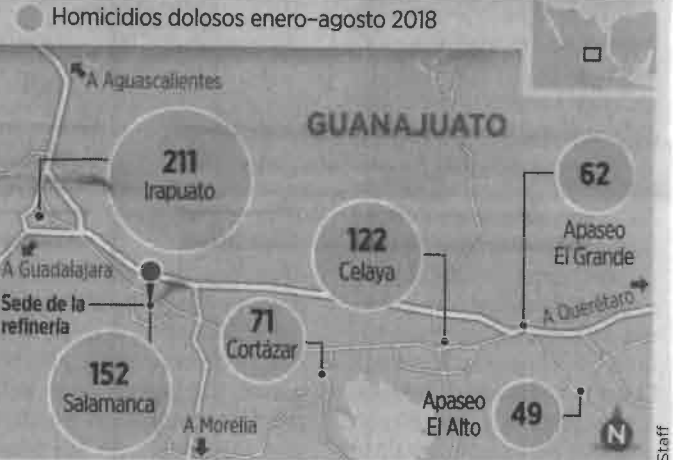 Homicidios dolosos enero–agosto 2018
A Aguascalientes
GUANAJUATO
211
Irapuato
62
Apaseo
El Grande
122
Celaya
A Guadalajara
Sede de la
refinería
A Querétaro
71
Cortázar
152
Salamanca
Apaseo
El Alto
49
A Morelia
N
Staff